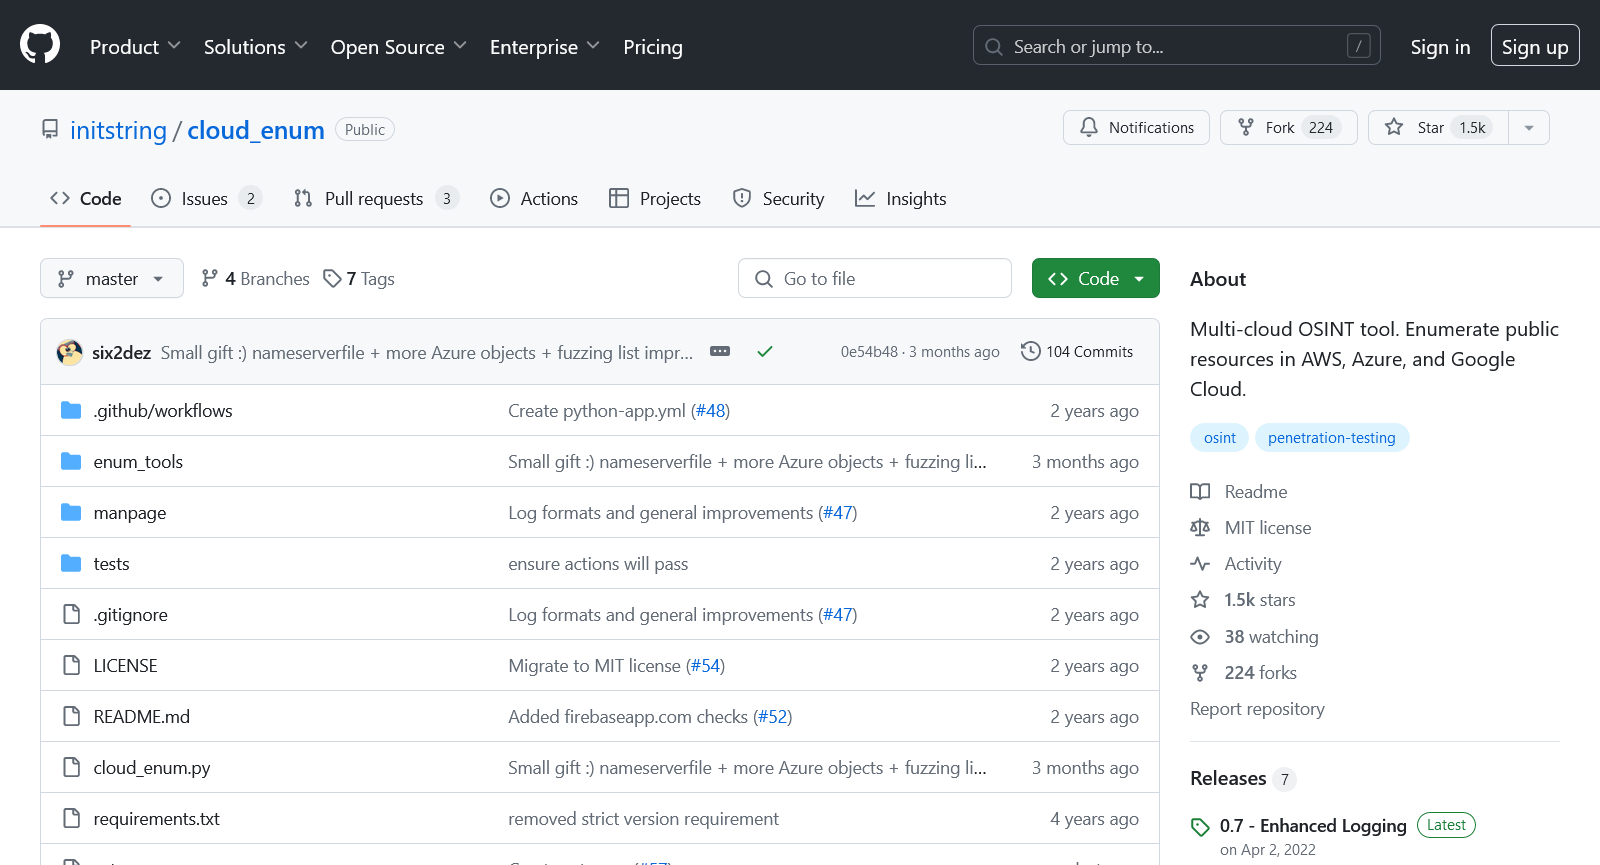 Product Solutions Open Source Enterprise Pricing Search or jump to... / Sign in Sign up
initstring / cloud_enum Public Notifications Fork 224 Star 1.5k
Code Issues 2 Pull requests 3 Actions Projects Security Insights
master 4 Branches 7 Tags Go to file Code
six2dez Small gift :) nameserverfile + more Azure objects + fuzzing list impr... 0e54b48 · 3 months ago 104 Commits
.github/workflows Create python-app.yml (#48) 2 years ago
enum_tools Small gift :) nameserverfile + more Azure objects + fuzzing li... 3 months ago
manpage Log formats and general improvements (#47) 2 years ago
tests ensure actions will pass 2 years ago
.gitignore Log formats and general improvements (#47) 2 years ago
LICENSE Migrate to MIT license (#54) 2 years ago
README.md Added firebaseapp.com checks (#52) 2 years ago
cloud_enum.py Small gift :) nameserverfile + more Azure objects + fuzzing li... 3 months ago
requirements.txt removed strict version requirement 4 years ago
About
Multi-cloud OSINT tool. Enumerate public
resources in AWS, Azure, and Google
Cloud.
osint penetration-testing
Readme
MIT license
Activity
1.5k stars
38 watching
224 forks
Report repository
Releases 7
0.7 - Enhanced Logging Latest
on Apr 2, 2022